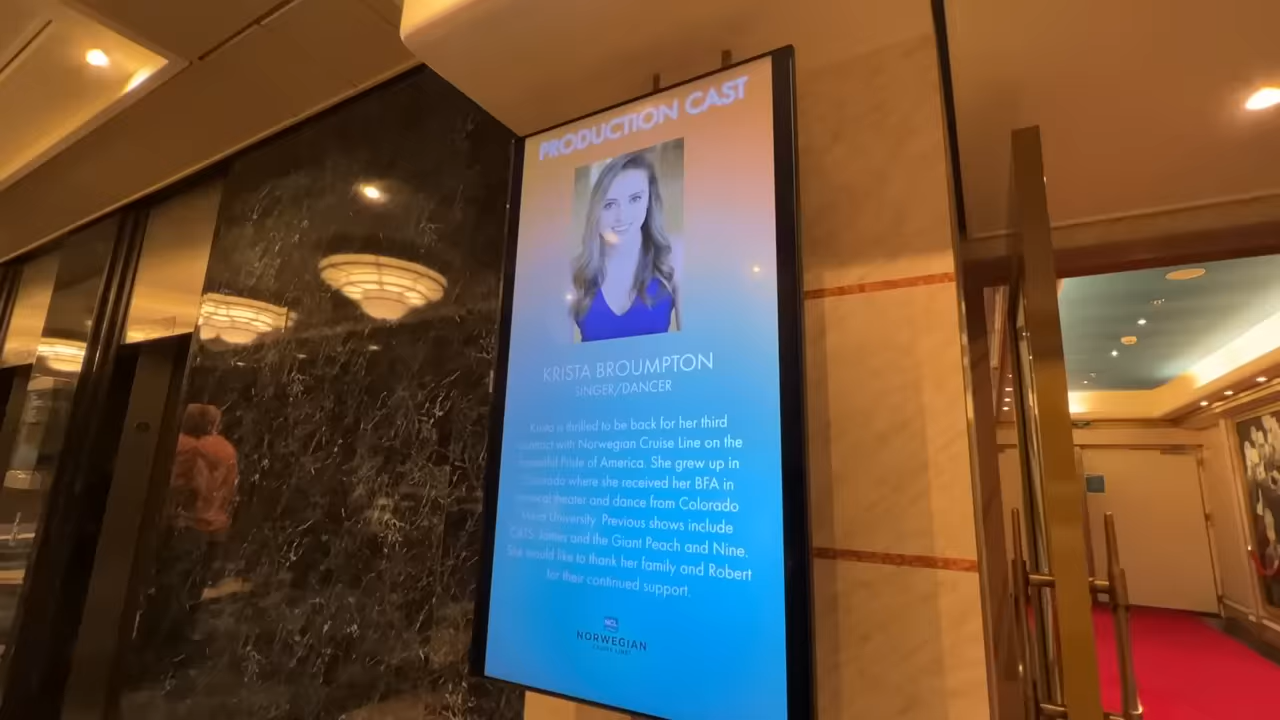 PRODUCTION CAST
KRISTA BROUMPTON
SINGER/DANCER
Krista is thrilled to be back for her third
contract with Norwegian Cruise Line on the
beautiful Pride of America. She grew up in
Colorado where she received her BFA in
musical theater and dance from Colorado
Mesa University. Previous shows include
CATS, James and the Giant Peach and Nine.
She would like to thank her family and Robert
for their continued support.
NCL
NORWEGIAN
CRUISE LINE